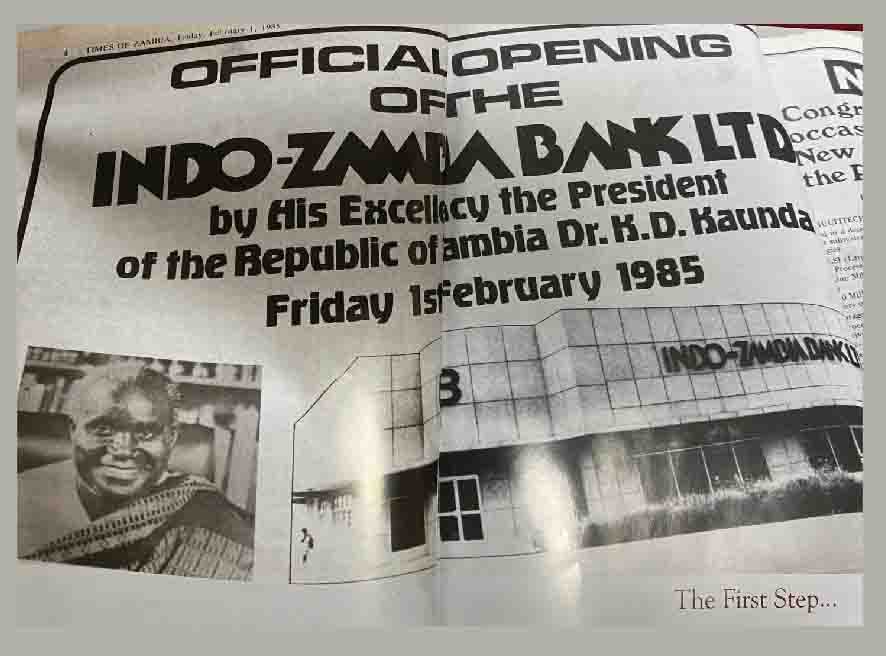 4 TIMES OF ZAMBIA, Friday, February 1, 1985
OFFICIAL OPENING
OF THE
INDO-ZAMBIA BANK LTD
by His Excellency the President
of the Republic of Zambia Dr. K.D. Kaunda
Friday 1st February 1985
INDO-ZAMBIA BANK L
B
N
Congr
occas
New
the
The First Step...